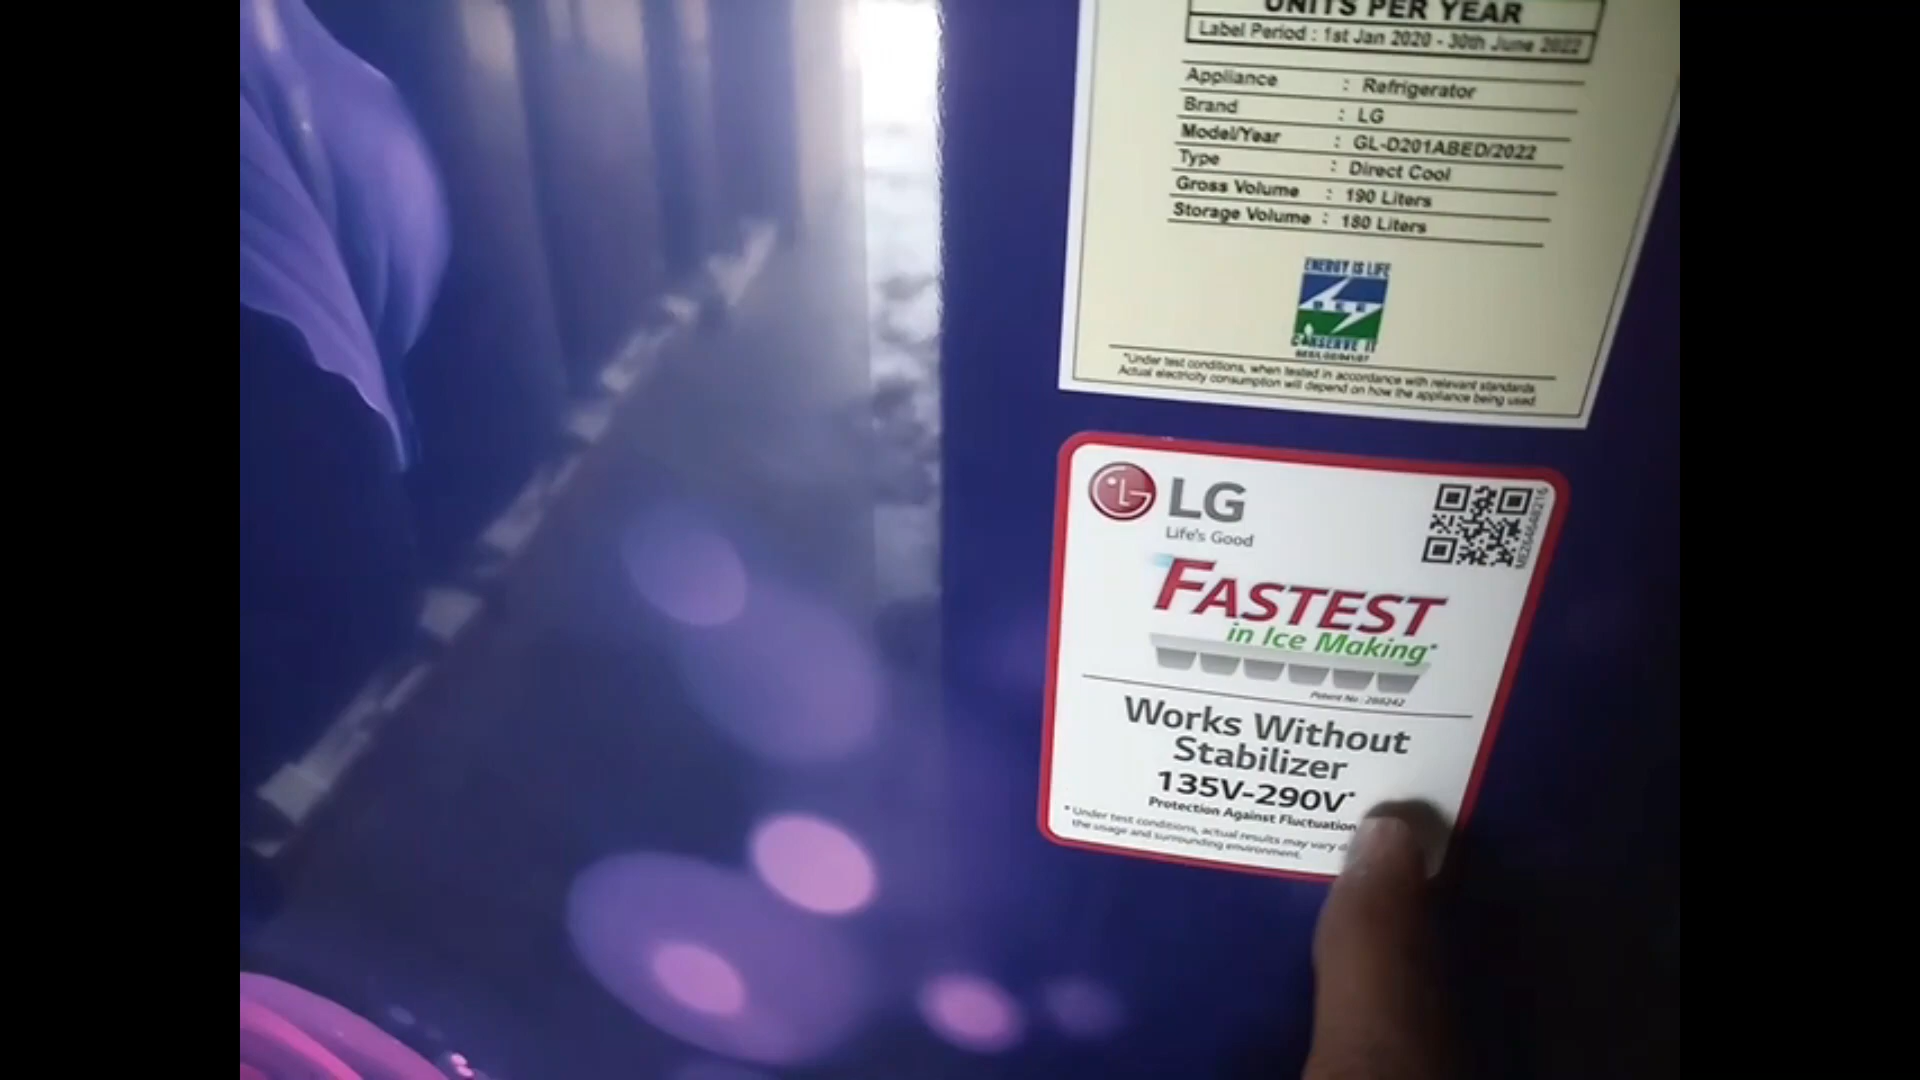 UNITS PER YEAR
Label Period : 1st Jan 2020 - 30th June 2022
Appliance : Refrigerator
Brand : LG
Model/Year : GL-D201ABED/2022
Type : Direct Cool
Gross Volume : 190 Liters
Storage Volume : 180 Liters
ENERGY IS LIFE
BEE
CONSERVE IT
*Under test conditions, when tested in accordance with relevant standards
Actual electricity consumption will depend on how the appliance being used
LG
Life's Good
FASTEST
in Ice Making*
Patent No : 288242
Works Without
Stabilizer
135V-290V*
Protection Against Fluctuation
* Under test conditions, actual results may vary
the usage and surrounding environment.